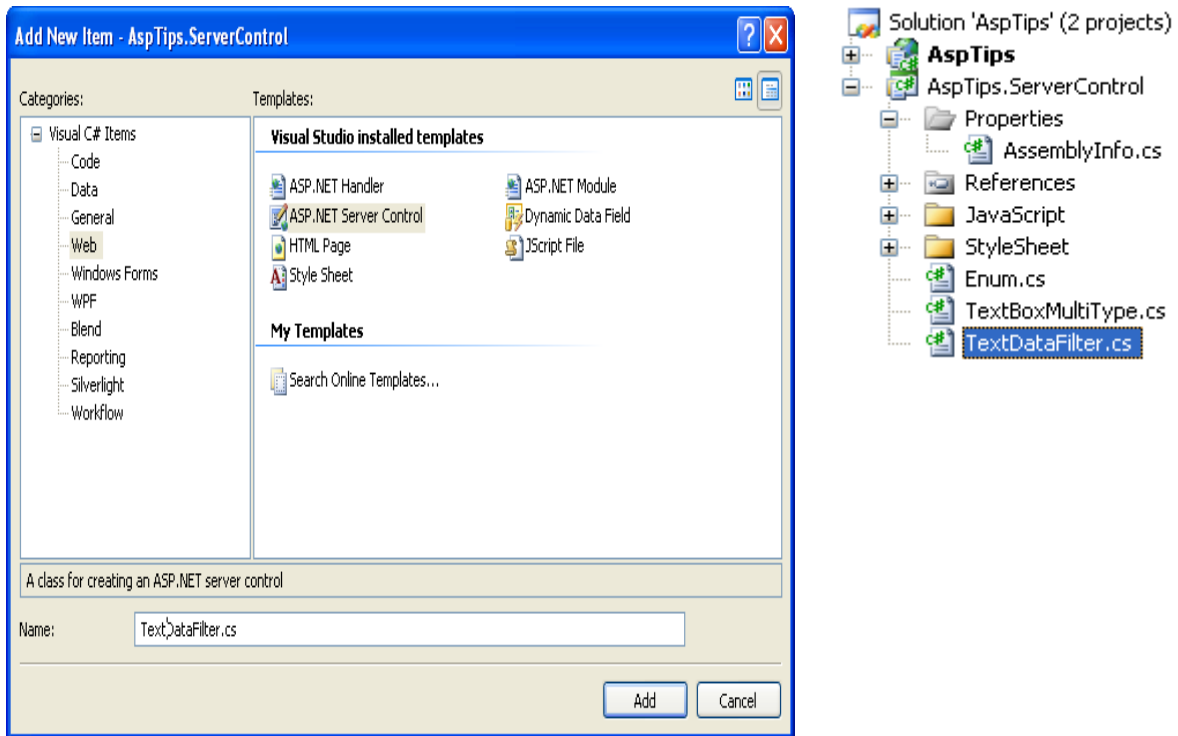 Add New Item - AspTips.ServerControl
Categories:
Templates:
Visual C# Items
Code
Data
General
Web
Windows Forms
WPF
Blend
Reporting
Silverlight
Workflow
Visual Studio installed templates
ASP.NET Handler
ASP.NET Module
ASP.NET Server Control
Dynamic Data Field
HTML Page
JScript File
Style Sheet
My Templates
Search Online Templates...
A class for creating an ASP.NET server control
Name:
TextDataFilter.cs
Add
Cancel
Solution 'AspTips' (2 projects)
AspTips
AspTips.ServerControl
Properties
AssemblyInfo.cs
References
JavaScript
StyleSheet
Enum.cs
TextBoxMultiType.cs
TextDataFilter.cs